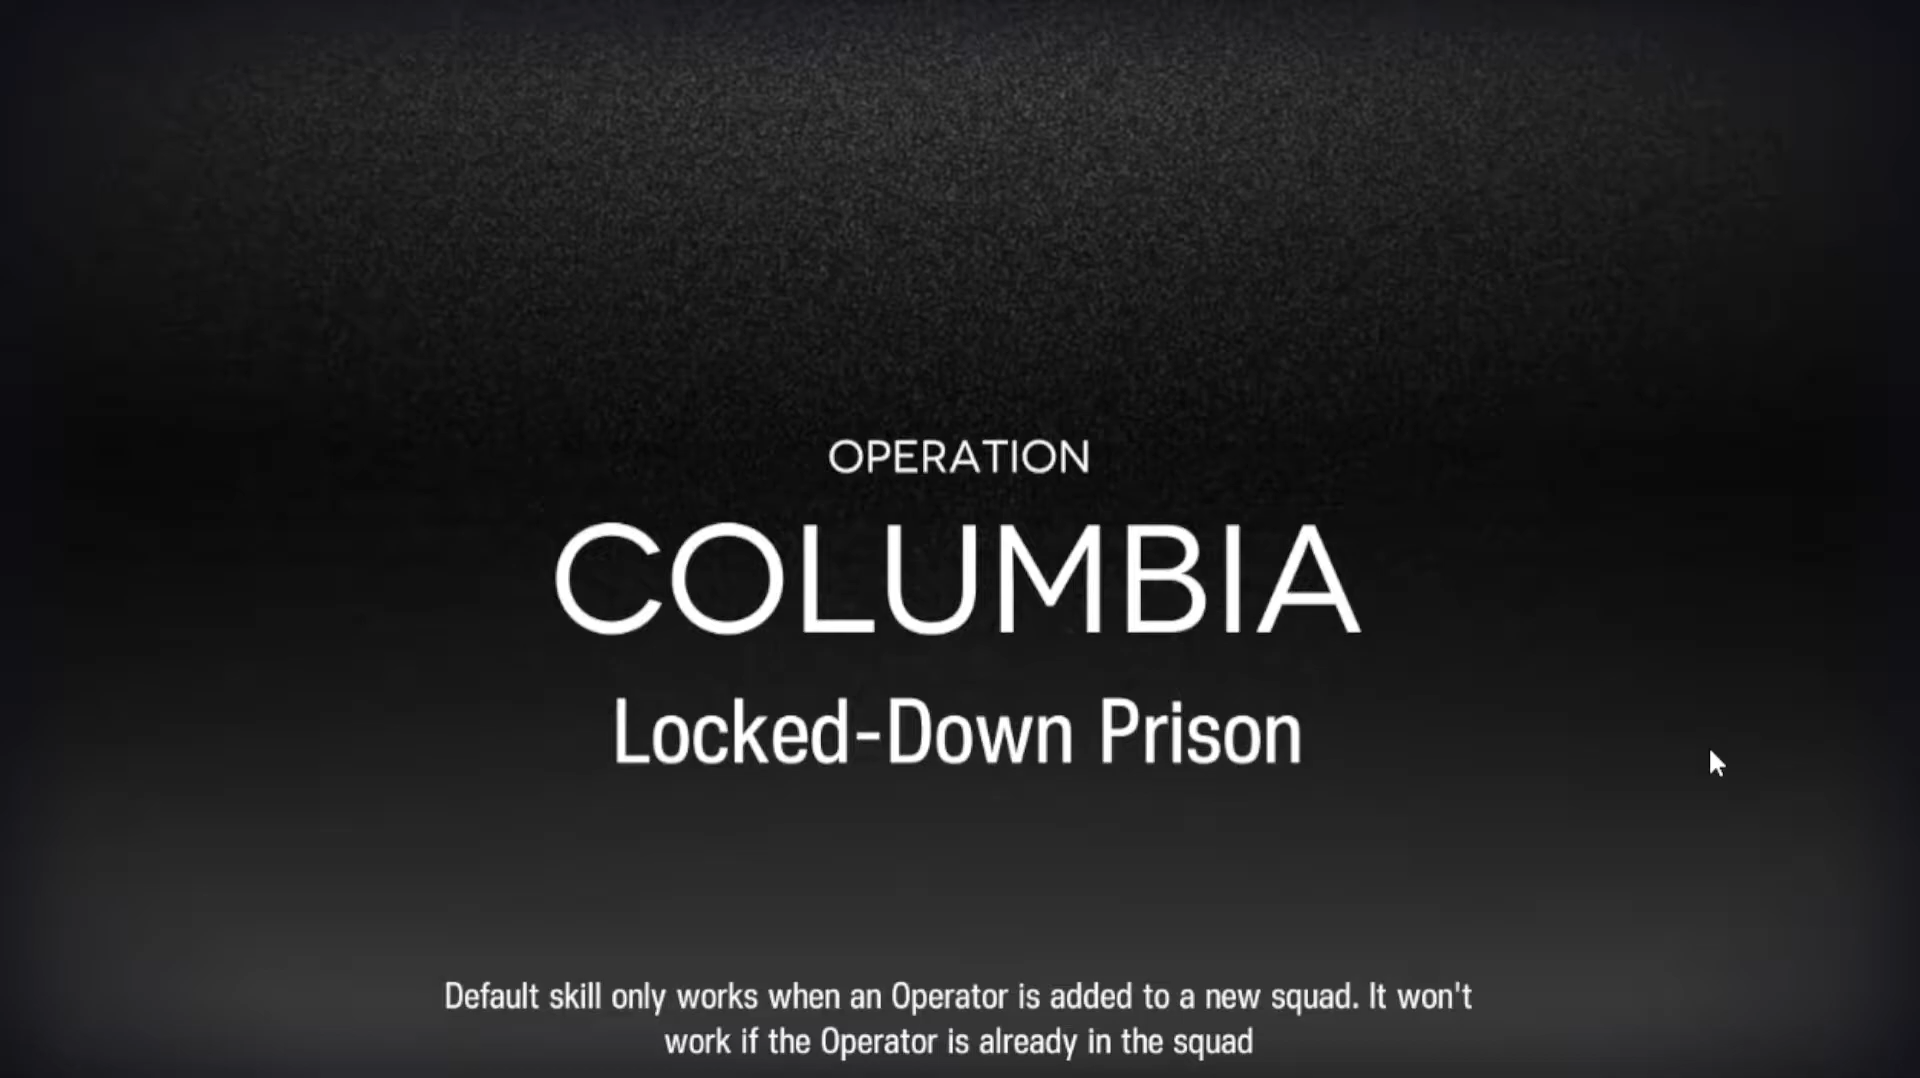 OPERATION
COLUMBIA
Locked-Down Prison
Default skill only works when an Operator is added to a new squad. It won't
work if the Operator is already in the squad